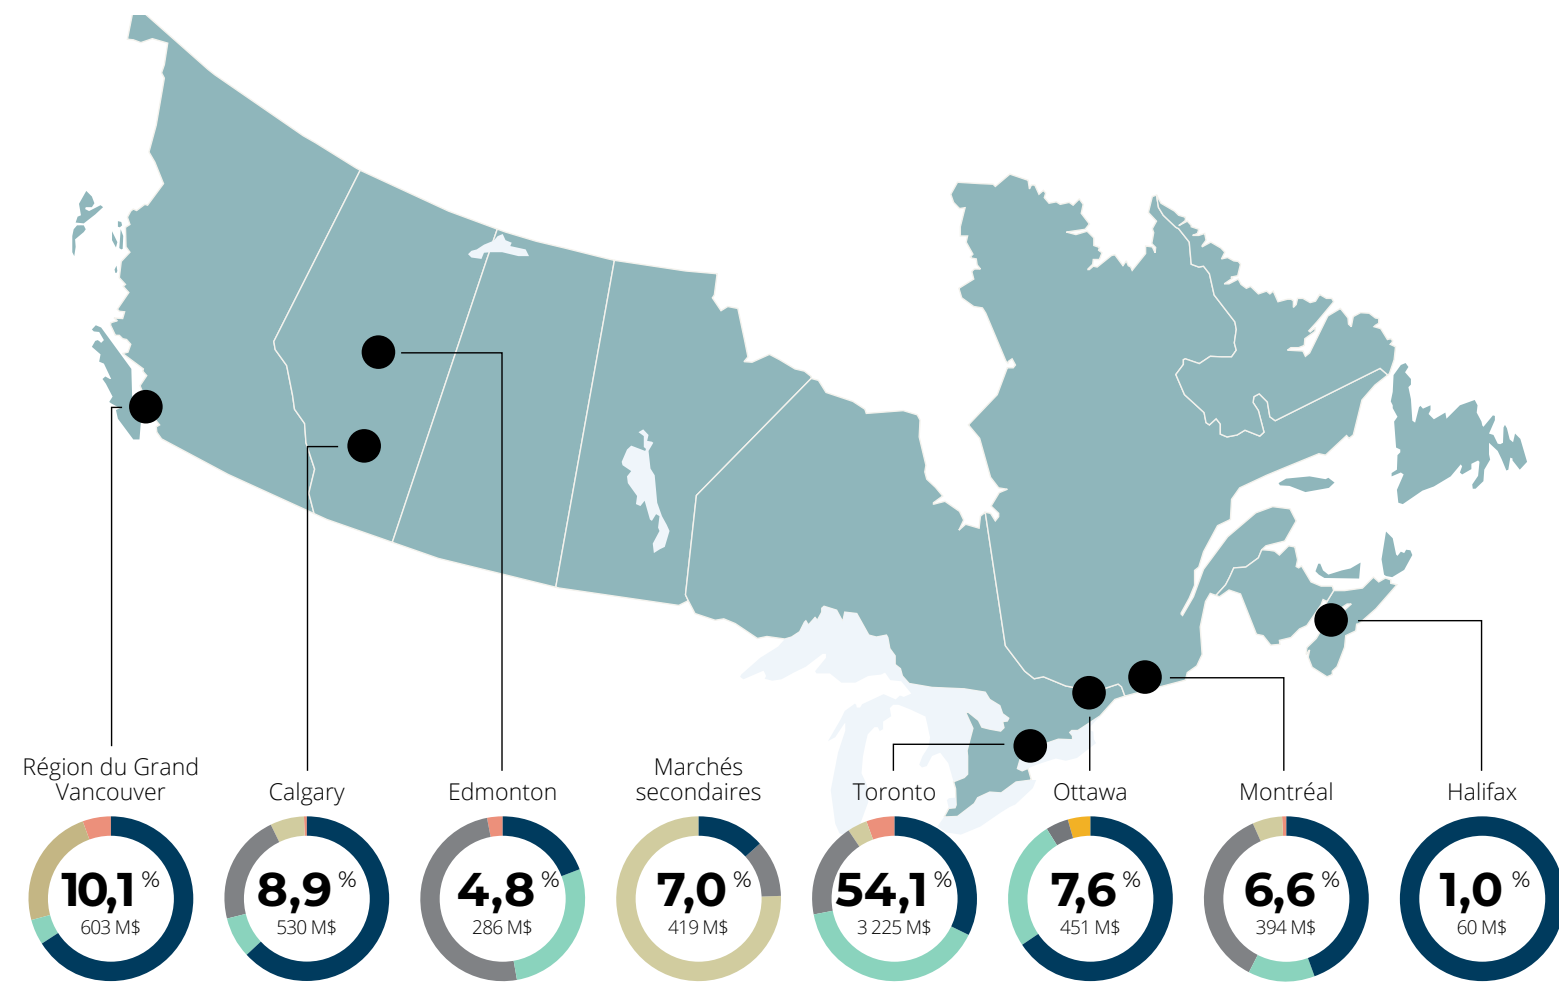 Région du Grand
Vancouver
10,1 %
603 M$
Calgary
8,9 %
530 M$
Edmonton
4,8 %
286 M$
Marchés
secondaires
7,0 %
419 M$
Toronto
54,1 %
3 225 M$
Ottawa
7,6 %
451 M$
Montréal
6,6 %
394 M$
Halifax
1,0 %
60 M$